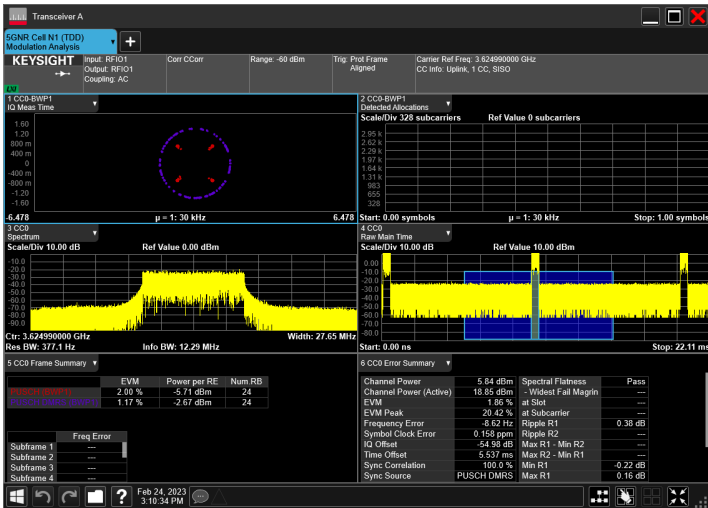 Transceiver A
5GNR Cell N1 (TDD)
Modulation Analysis
KEYSIGHT
LXI
Input: RFIO1
Output: RFIO1
Coupling: AC
Corr CCorr
Range: -60 dBm
Trig: Prot Frame
Aligned
Carrier Ref Freq: 3.624990000 GHz
CC Info: Uplink, 1 CC, SISO
1 CC0-BWP1
IQ Meas Time
1.60
1.20
800 m
400 m
0
-400 m
-800 m
-1.20
-1.60
-6.478
µ = 1: 30 kHz
6.478
2 CC0-BWP1
Detected Allocations
Scale/Div 328 subcarriers
Ref Value 0 subcarriers
2.95 k
2.62 k
2.29 k
1.97 k
1.64 k
1.31 k
983
655
328
Start: 0.00 symbols
µ = 1: 30 kHz
Stop: 1.00 symbols
3 CC0
Spectrum
Scale/Div 10.00 dB
Ref Value 0.00 dBm
-10.0
-20.0
-30.0
-40.0
-50.0
-60.0
-70.0
-80.0
-90.0
Ctr: 3.624990000 GHz
Width: 27.65 MHz
Res BW: 377.1 Hz
Info BW: 12.29 MHz
4 CC0
Raw Main Time
Scale/Div 10.00 dB
Ref Value 10.00 dBm
0.00
-10.0
-20.0
-30.0
-40.0
-50.0
-60.0
-70.0
-80.0
Start: 0.00 ns
Stop: 22.11 ms
5 CC0 Frame Summary
EVM Power per RE Num.RB
2.00 % -5.71 dBm 24
1.17 % -2.67 dBm 24
Freq Error
Subframe 1 ---
Subframe 2 ---
Subframe 3 ---
Subframe 4 ---
6 CC0 Error Summary
Channel Power 5.84 dBm Spectral Flatness Pass
Channel Power (Active) 18.85 dBm - Widest Fail Magrin ---
EVM 1.86 % at Slot ---
EVM Peak 20.42 % at Subcarrier ---
Frequency Error -8.62 Hz Ripple R1 0.38 dB
Symbol Clock Error 0.158 ppm Ripple R2 ---
IQ Offset -54.98 dB Max R1 - Min R2 ---
Time Offset 5.537 ms Max R2 - Min R1 ---
Sync Correlation 100.0 % Min R1 -0.22 dB
Sync Source PUSCH DMRS Max R1 0.16 dB
Feb 24, 2023
3:10:34 PM